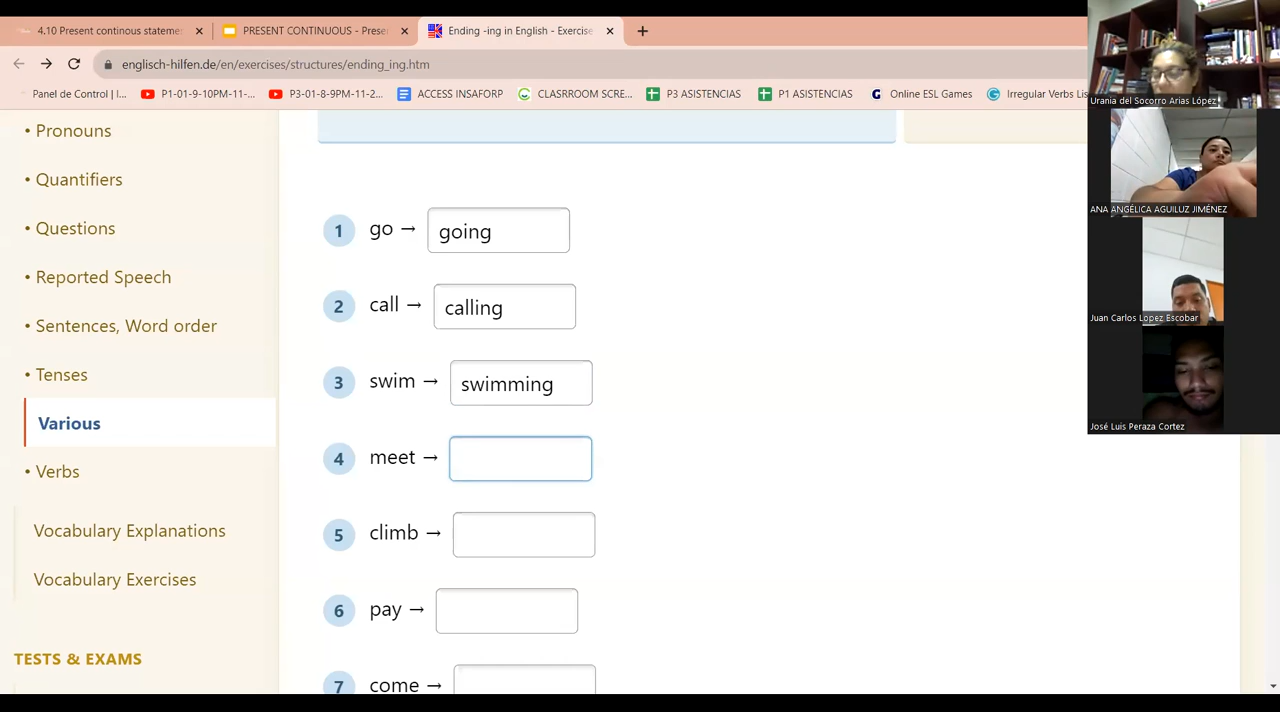 4.10 Present continous stateme
PRESENT CONTINUOUS - Prese
Ending -ing in English - Exercise
englisch-hilfen.de/en/exercises/structures/ending_ing.htm
Panel de Control | I...
P1-01-9-10PM-11-...
P3-01-8-9PM-11-2...
ACCESS INSAFORP
CLASRROOM SCRE...
P3 ASISTENCIAS
P1 ASISTENCIAS
Online ESL Games
Irregular Verbs Lis
• Pronouns
• Quantifiers
• Questions
• Reported Speech
• Sentences, Word order
• Tenses
Various
• Verbs
Vocabulary Explanations
Vocabulary Exercises
TESTS & EXAMS
1 go → going
2 call → calling
3 swim → swimming
4 meet →
5 climb →
6 pay →
7 come →
Urania del Socorro Arias López
ANA ANGÉLICA AGUILUZ JIMÉNEZ
Juan Carlos Lopez Escobar
José Luis Peraza Cortez